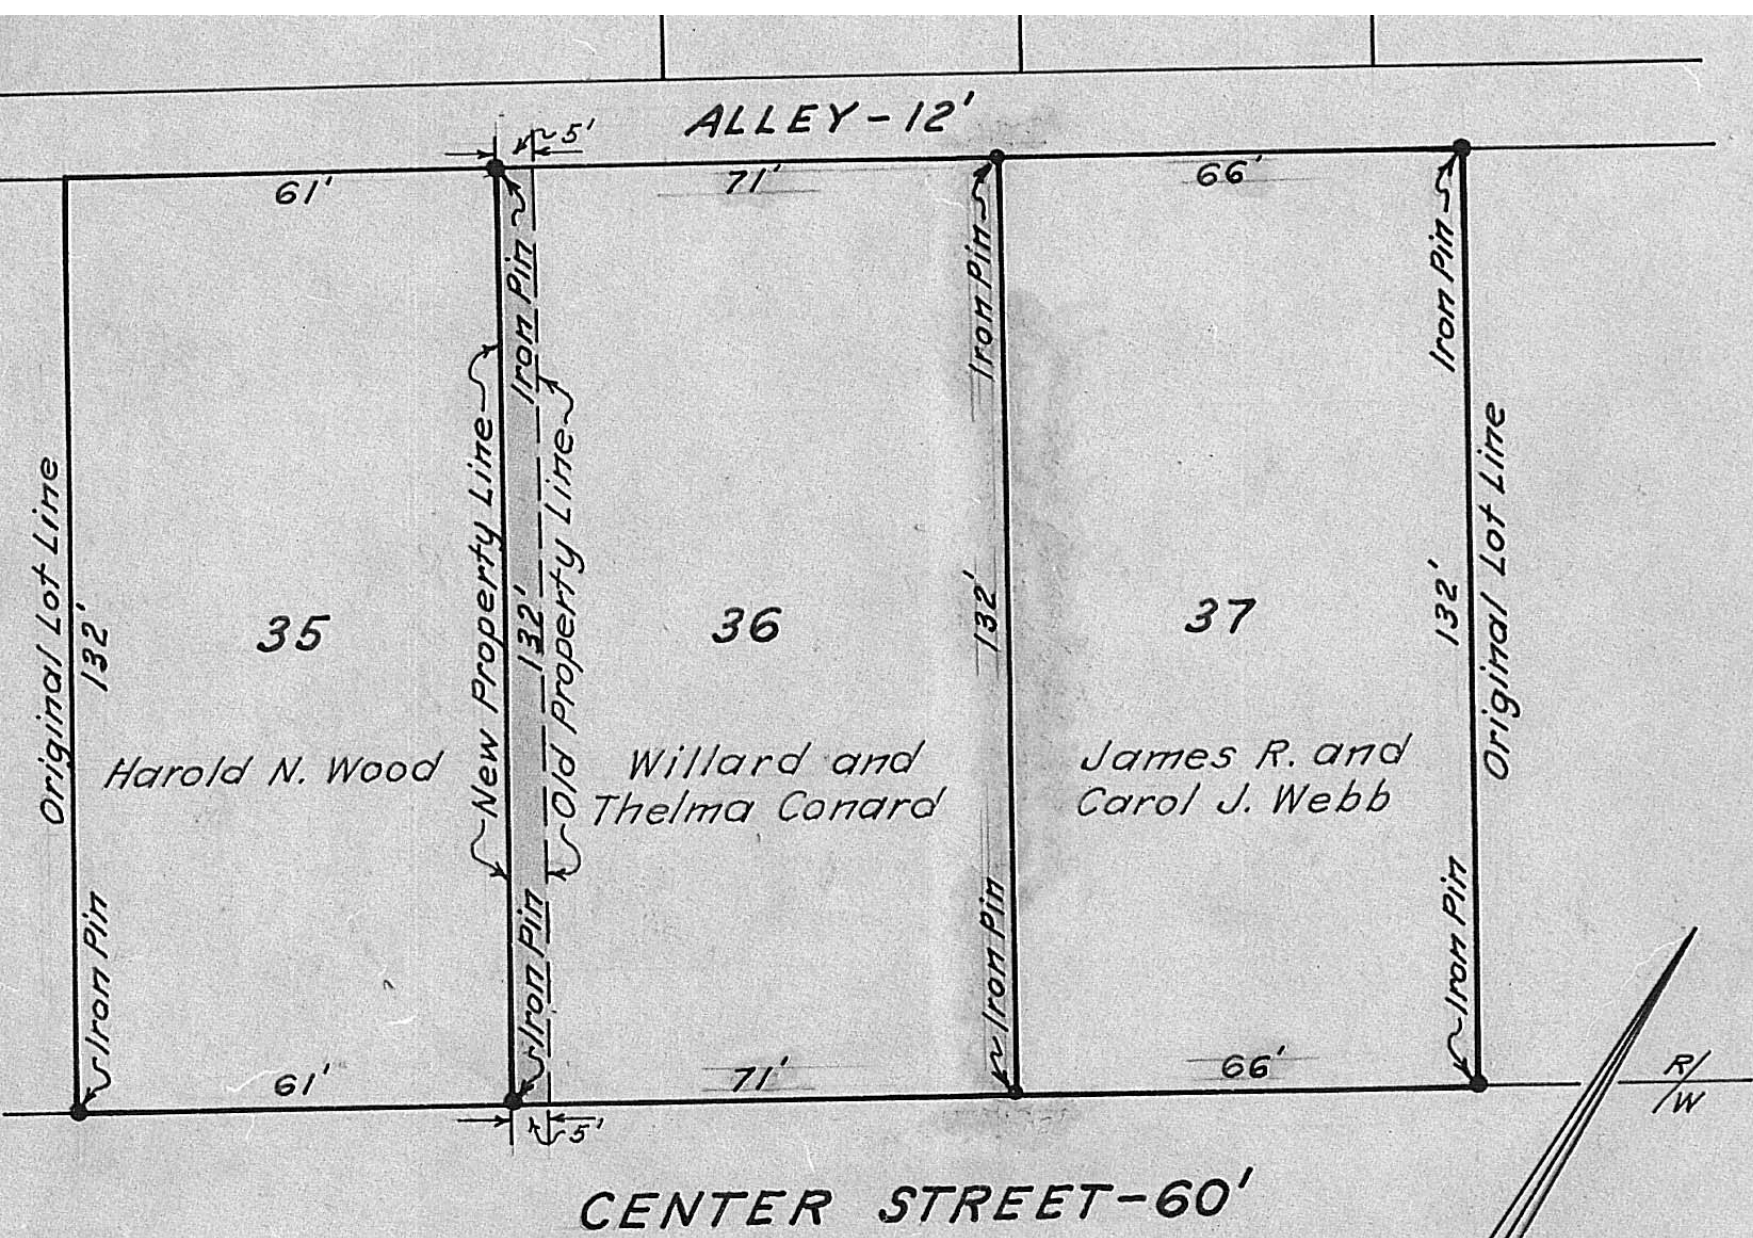 ALLEY-12'
5'
61'
71'
66'
Iron Pin
Iron Pin
Iron Pin
Original Lot Line
132'
New Property Line
132'
Old Property Line
132'
132'
Original Lot Line
35
36
37
Harold N. Wood
Willard and
Thelma Conard
James R. and
Carol J. Webb
Iron Pin
Iron Pin
Iron Pin
Iron Pin
61'
71'
66'
5'
R/W
CENTER STREET-60'